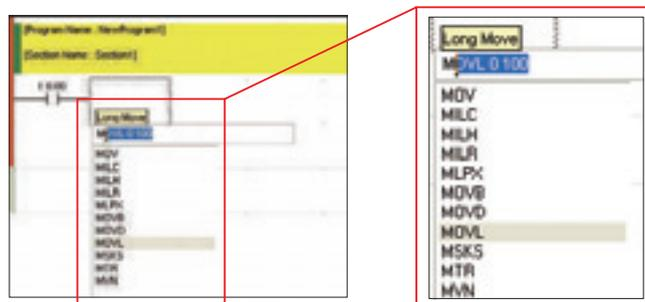 [Program Name : NewProgram1]
[Section Name : Section1]
I: 0.00
Long Move
MOVL 0 100
MOV
MILC
MILH
MILR
MLPX
MOVB
MOVD
MOVL
MSKS
MTR
MVN
Long Move
MOVL 0 100
MOV
MILC
MILH
MILR
MLPX
MOVB
MOVD
MOVL
MSKS
MTR
MVN